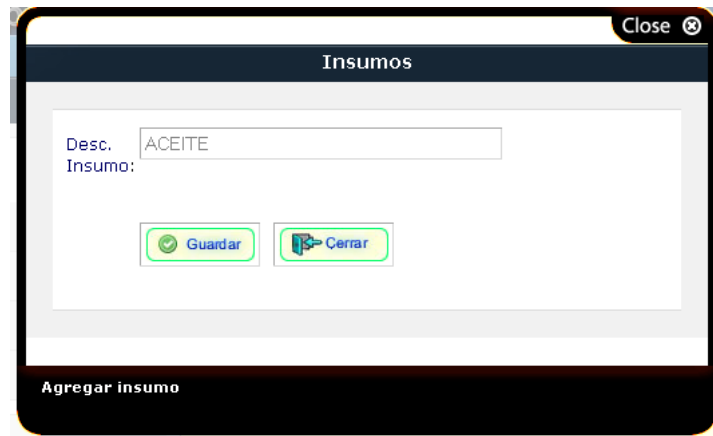 Close
Insumos
Desc.
Insumo:
ACEITE
Guardar
Cerrar
Agregar insumo